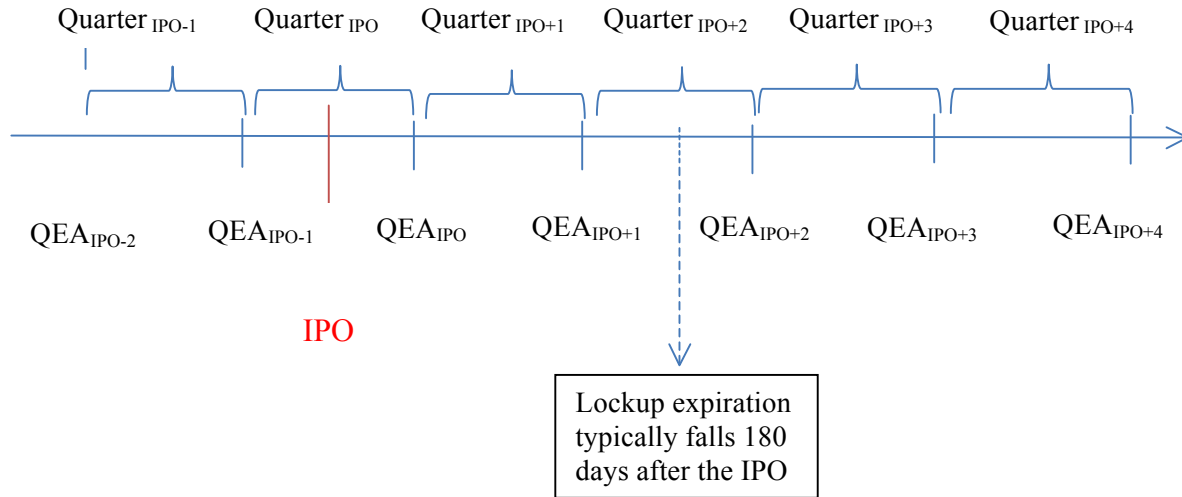 Quarter IPO-1 Quarter IPO Quarter IPO+1 Quarter IPO+2 Quarter IPO+3 Quarter IPO+4
QEAIPO-2 QEAIPO-1 QEAIPO QEAIPO+1 QEAIPO+2 QEAIPO+3 QEAIPO+4
IPO
Lockup expiration
typically falls 180
days after the IPO